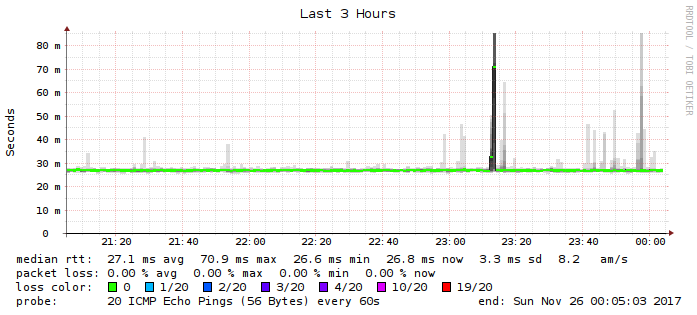 Last 3 Hours
RRDTOOL / TOBI OETIKER
Seconds
80 m
70 m
60 m
50 m
40 m
30 m
20 m
10 m
0
21:20 21:40 22:00 22:20 22:40 23:00 23:20 23:40 00:00
median rtt: 27.1 ms avg 70.9 ms max 26.6 ms min 26.8 ms now 3.3 ms sd 8.2 am/s
packet loss: 0.00 % avg 0.00 % max 0.00 % min 0.00 % now
loss color: 0 1/20 2/20 3/20 4/20 10/20 19/20
probe: 20 ICMP Echo Pings (56 Bytes) every 60s end: Sun Nov 26 00:05:03 2017